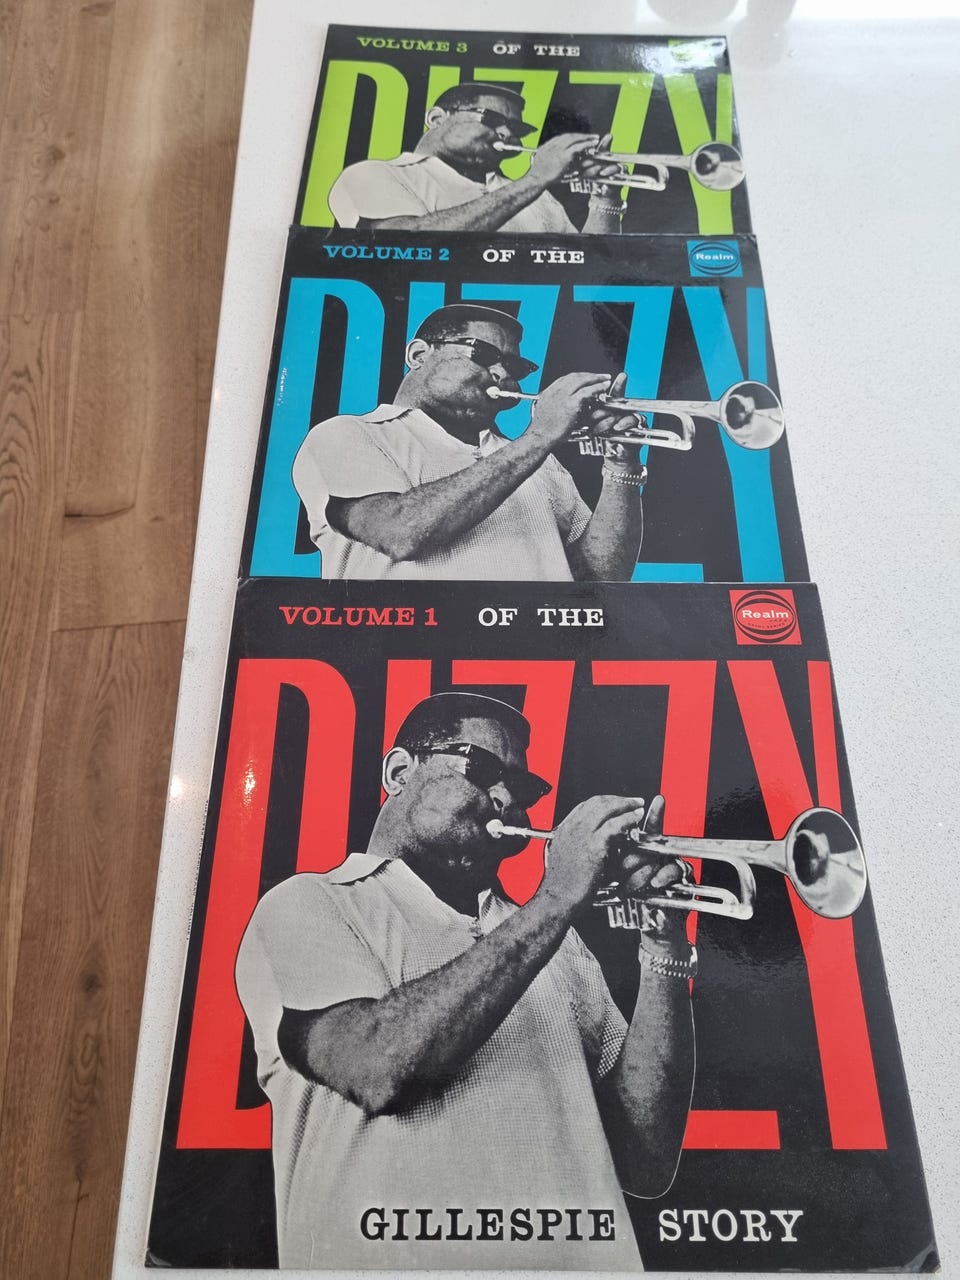 VOLUME 3 OF THE
DIZZY
VOLUME 2 OF THE
Realm
DIZZY
VOLUME 1 OF THE
Realm
DIZZY
GILLESPIE STORY